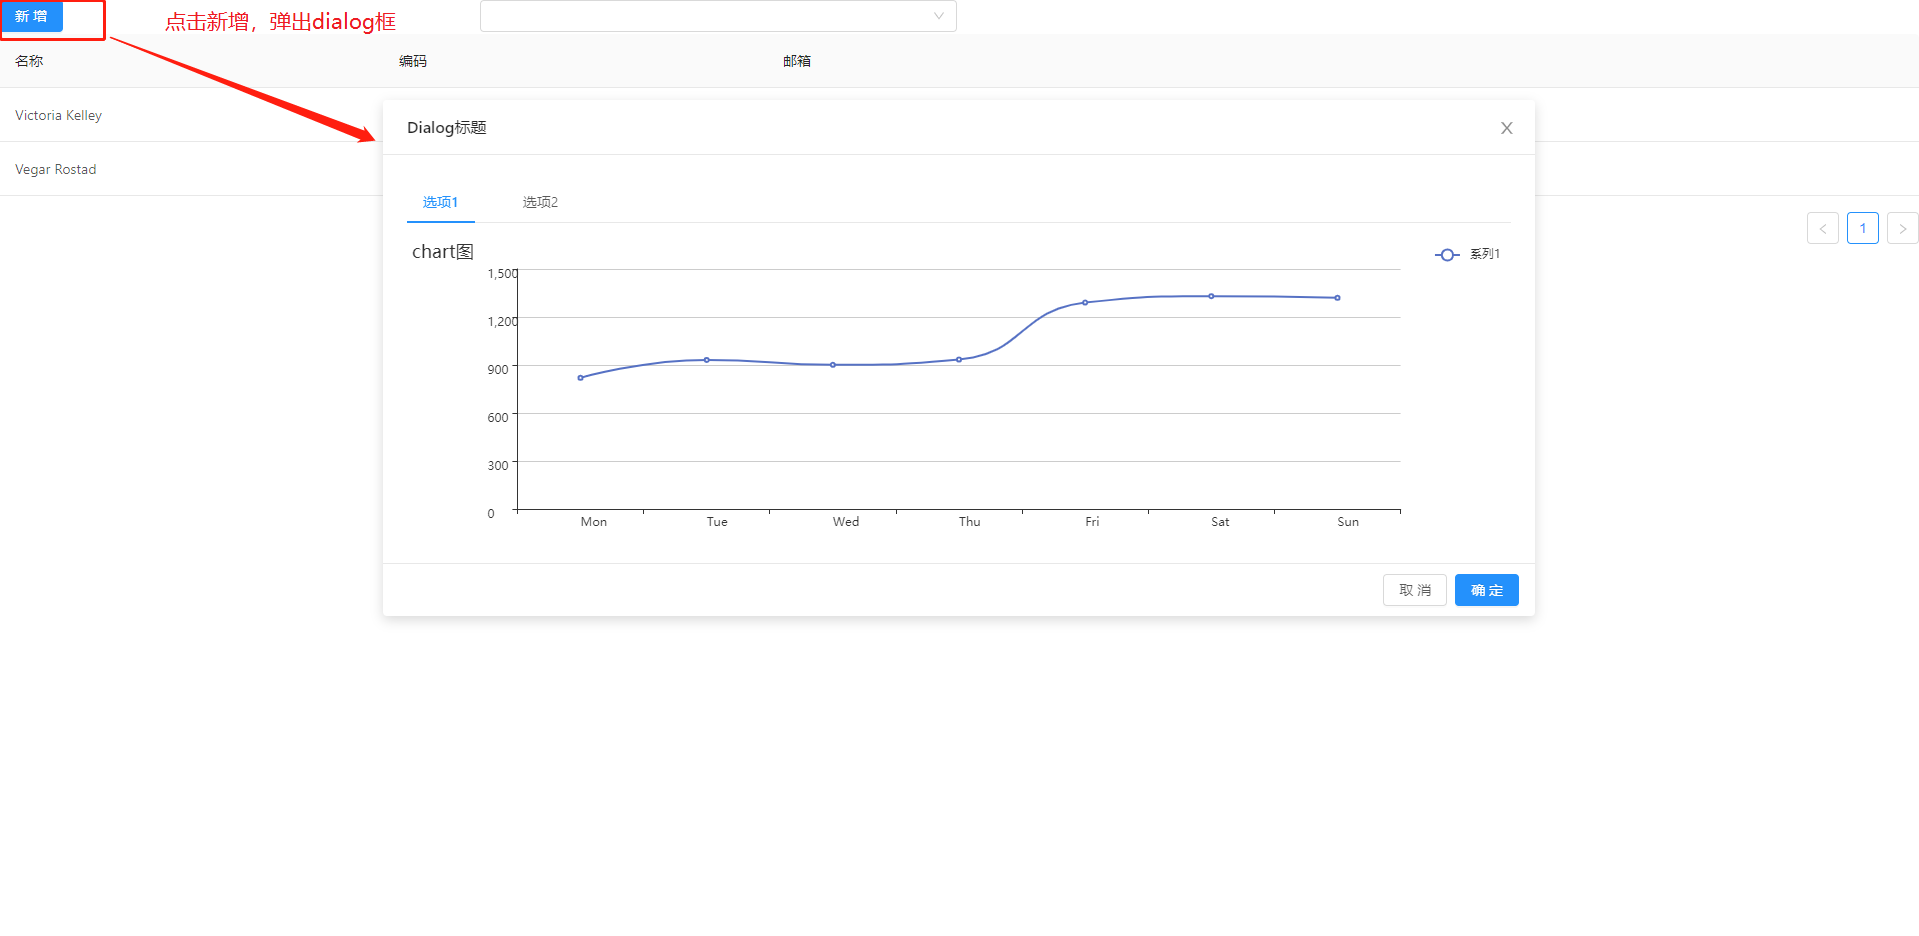 新 增
点击新增，弹出dialog框
名称
编码
邮箱
Victoria Kelley
Vegar Rostad
Dialog标题
选项1
选项2
chart图
系列1
1,500
1,200
900
600
300
0
Mon
Tue
Wed
Thu
Fri
Sat
Sun
取 消
确 定
1